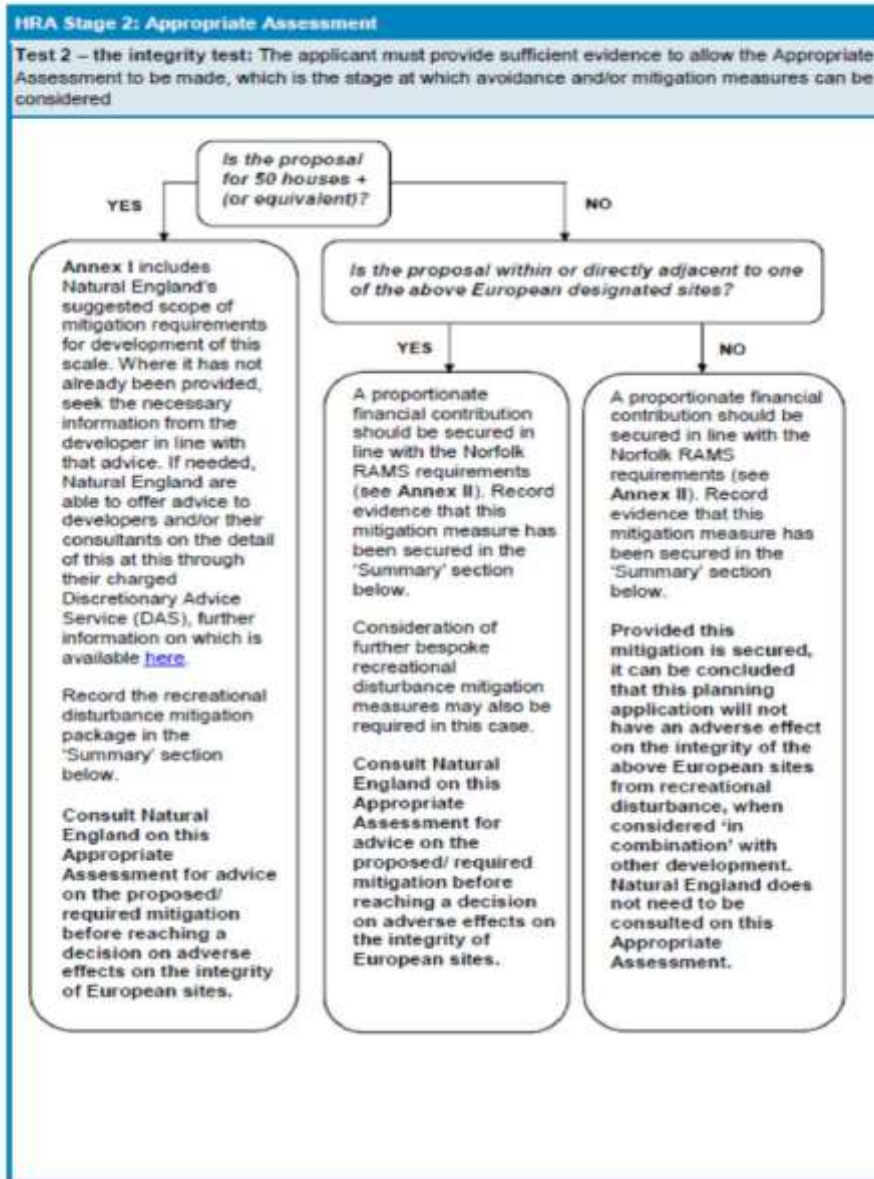 HRA Stage 2: Appropriate Assessment
Test 2 – the integrity test: The applicant must provide sufficient evidence to allow the Appropriate
Assessment to be made, which is the stage at which avoidance and/or mitigation measures can be
considered
Is the proposal
for 50 houses +
(or equivalent)?
YES
NO
Annex I includes
Natural England's
suggested scope of
mitigation requirements
for development of this
scale. Where it has not
already been provided,
seek the necessary
information from the
developer in line with
that advice. If needed,
Natural England are
able to offer advice to
developers and/or their
consultants on the detail
of this at this through
their charged
Discretionary Advice
Service (DAS), further
information on which is
available here.
Record the recreational
disturbance mitigation
package in the
'Summary' section
below.
Consult Natural
England on this
Appropriate
Assessment for advice
on the proposed/
required mitigation
before reaching a
decision on adverse
effects on the integrity
of European sites.
Is the proposal within or directly adjacent to one
of the above European designated sites?
YES
NO
A proportionate
financial contribution
should be secured in
line with the Norfolk
RAMS requirements
(see Annex II). Record
evidence that this
mitigation measure has
been secured in the
'Summary' section
below.
Consideration of
further bespoke
recreational
disturbance mitigation
measures may also be
required in this case.
Consult Natural
England on this
Appropriate
Assessment for
advice on the
proposed/ required
mitigation before
reaching a decision
on adverse effects on
the integrity of
European sites.
A proportionate financial
contribution should be
secured in line with the
Norfolk RAMS
requirements (see
Annex II). Record
evidence that this
mitigation measure has
been secured in the
'Summary' section
below.
Provided this
mitigation is secured,
it can be concluded
that this planning
application will not
have an adverse effect
on the integrity of the
above European sites
from recreational
disturbance, when
considered 'in
combination' with
other development.
Natural England does
not need to be
consulted on this
Appropriate
Assessment.